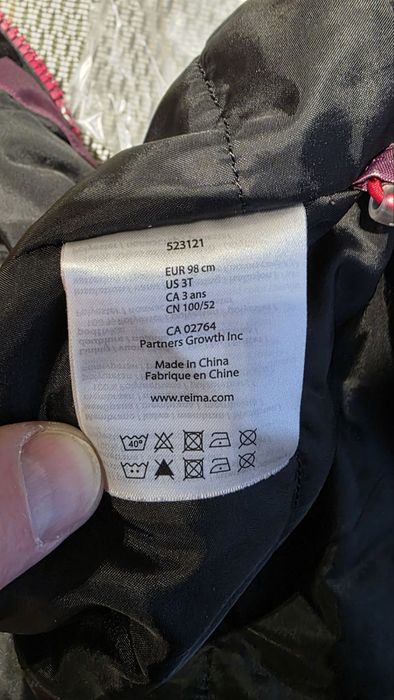 523121
EUR 98 cm
US 3T
CA 3 ans
CN 100/52
CA 02764
Partners Growth Inc
Made in China
Fabrique en Chine
www.reima.com
40°